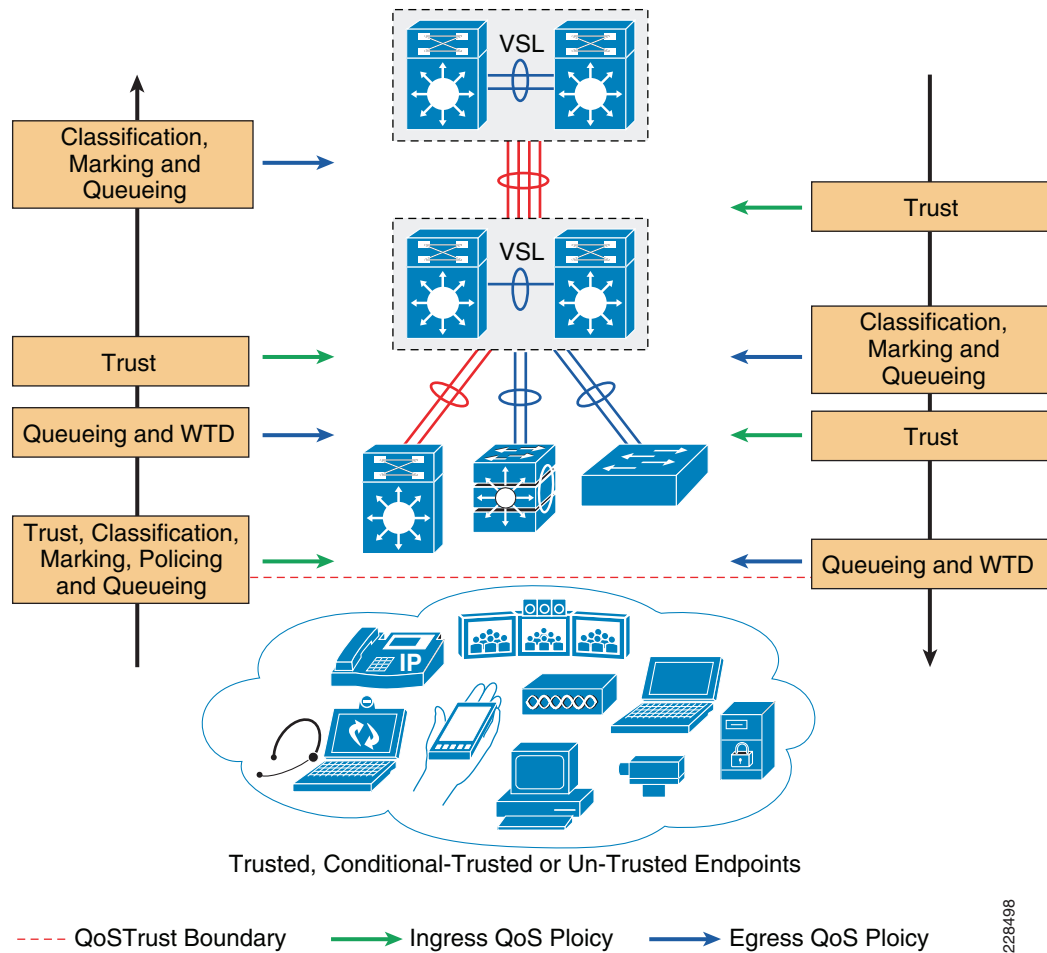 VSL
Classification,
Marking and
Queueing
Trust
VSL
Trust
Classification,
Marking and
Queueing
Queueing and WTD
Trust
Trust, Classification,
Marking, Policing
and Queueing
Queueing and WTD
IP
Trusted, Conditional-Trusted or Un-Trusted Endpoints
QoSTrust Boundary
Ingress QoS Ploicy
Egress QoS Ploicy
228498